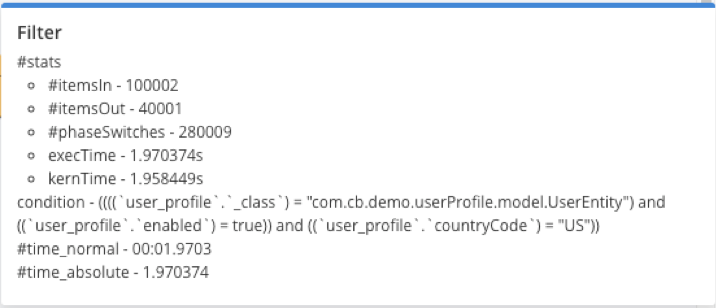 Filter
#stats
#itemsIn - 100002
#itemsOut - 40001
#phaseSwitches - 280009
execTime - 1.970374s
kernTime - 1.958449s
condition - ((((`user_profile`.`_class`) = "com.cb.demo.userProfile.model.UserEntity") and
((`user_profile`.`enabled`) = true)) and ((`user_profile`.`countryCode`) = "US"))
#time_normal - 00:01.9703
#time_absolute - 1.970374